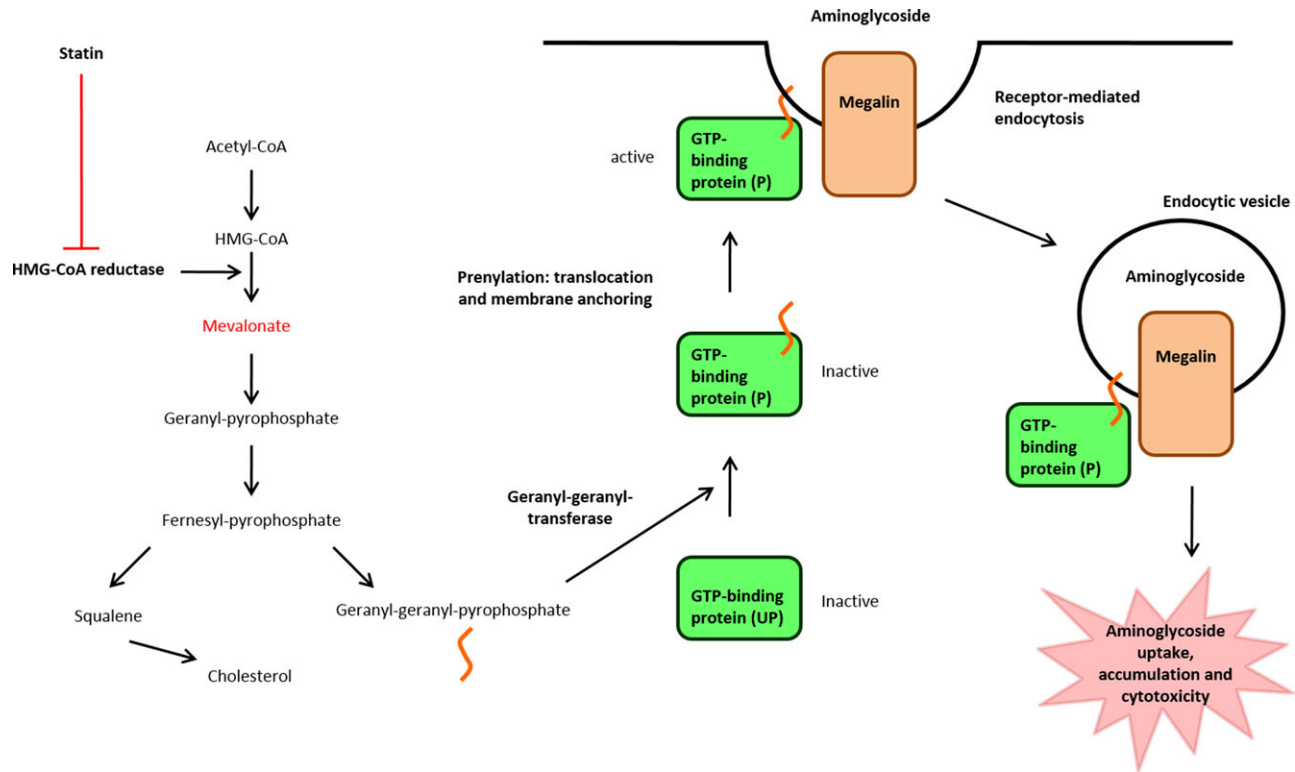 Statin
Acetyl-CoA
HMG-CoA
HMG-CoA reductase
Mevalonate
Geranyl-pyrophosphate
Fernesyl-pyrophosphate
Squalene
Cholesterol
Geranyl-geranyl-pyrophosphate
Geranyl-geranyl-
transferase
GTP-binding
protein (UP)
Inactive
GTP-
binding
protein (P)
Inactive
Prenylation: translocation
and membrane anchoring
active
GTP-
binding
protein (P)
Aminoglycoside
Megalin
Receptor-mediated
endocytosis
Endocytic vesicle
Aminoglycoside
Megalin
GTP-
binding
protein (P)
Aminoglycoside
uptake,
accumulation and
cytotoxicity